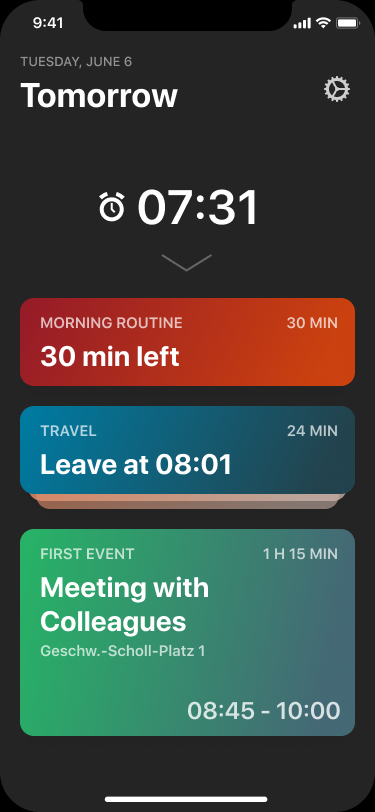 9:41
TUESDAY, JUNE 6
Tomorrow
07:31
MORNING ROUTINE 30 MIN
30 min left
TRAVEL 24 MIN
Leave at 08:01
FIRST EVENT 1 H 15 MIN
Meeting with
Colleagues
Geschw.-Scholl-Platz 1
08:45 - 10:00